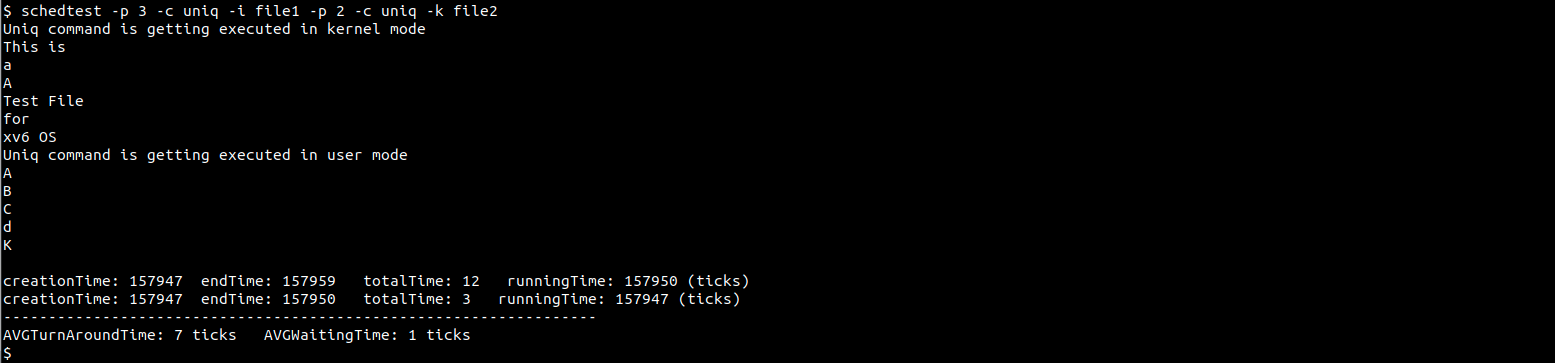 $ schedtest -p 3 -c uniq -i file1 -p 2 -c uniq -k file2
Uniq command is getting executed in kernel mode
This is
a
A
Test File
for
xv6 OS
Uniq command is getting executed in user mode
A
B
C
d
K
creationTime: 157947  endTime: 157959   totalTime: 12   runningTime: 157950 (ticks)
creationTime: 157947  endTime: 157950   totalTime: 3   runningTime: 157947 (ticks)
------------------------------------------------------------------
AVGTurnAroundTime: 7 ticks   AVGWaitingTime: 1 ticks
$